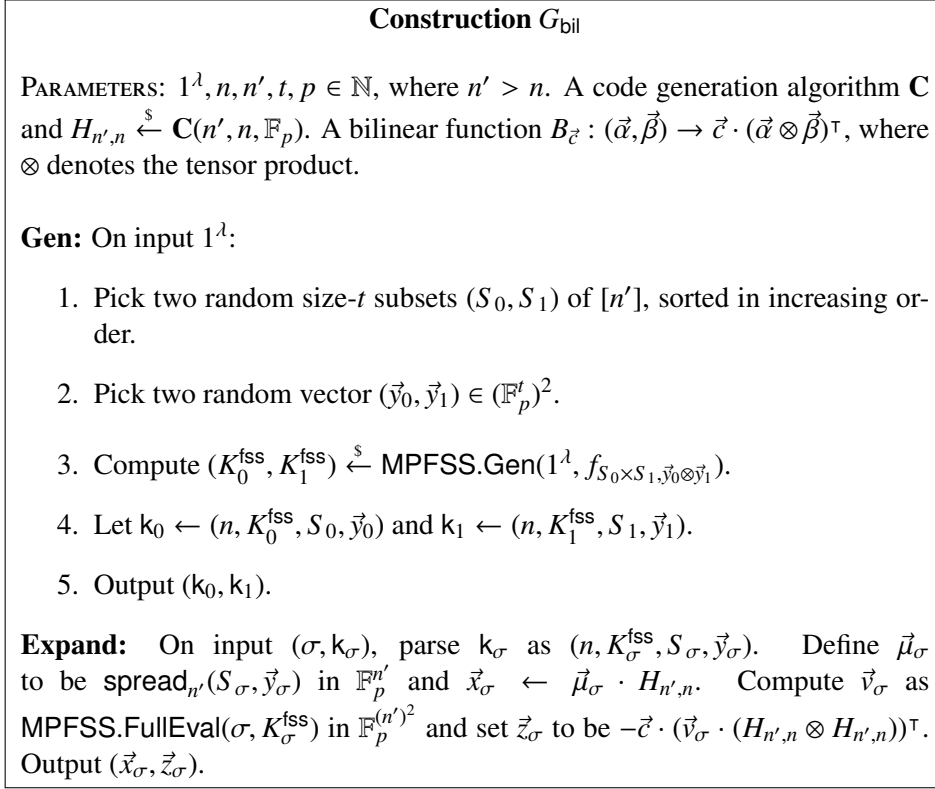 Construction G_bil
PARAMETERS: 1^λ, n, n′, t, p ∈ ℕ, where n′ > n. A code generation algorithm C
and H_{n′,n} ←$ C(n′, n, 𝔽_p). A bilinear function B_{c⃗} : (α⃗, β⃗) → c⃗ · (α⃗ ⊗ β⃗)^⊺, where
⊗ denotes the tensor product.
Gen: On input 1^λ:
1. Pick two random size-t subsets (S_0, S_1) of [n′], sorted in increasing or-
der.
2. Pick two random vector (y⃗_0, y⃗_1) ∈ (𝔽_p^t)^2.
3. Compute (K_0^fss, K_1^fss) ←$ MPFSS.Gen(1^λ, f_{S_0×S_1, y⃗_0⊗y⃗_1}).
4. Let k_0 ← (n, K_0^fss, S_0, y⃗_0) and k_1 ← (n, K_1^fss, S_1, y⃗_1).
5. Output (k_0, k_1).
Expand: On input (σ, k_σ), parse k_σ as (n, K_σ^fss, S_σ, y⃗_σ). Define μ⃗_σ
to be spread_{n′}(S_σ, y⃗_σ) in 𝔽_p^{n′} and x⃗_σ ← μ⃗_σ · H_{n′,n}. Compute v⃗_σ as
MPFSS.FullEval(σ, K_σ^fss) in 𝔽_p^{(n′)^2} and set z⃗_σ to be −c⃗ · (v⃗_σ · (H_{n′,n} ⊗ H_{n′,n}))^⊺.
Output (x⃗_σ, z⃗_σ).